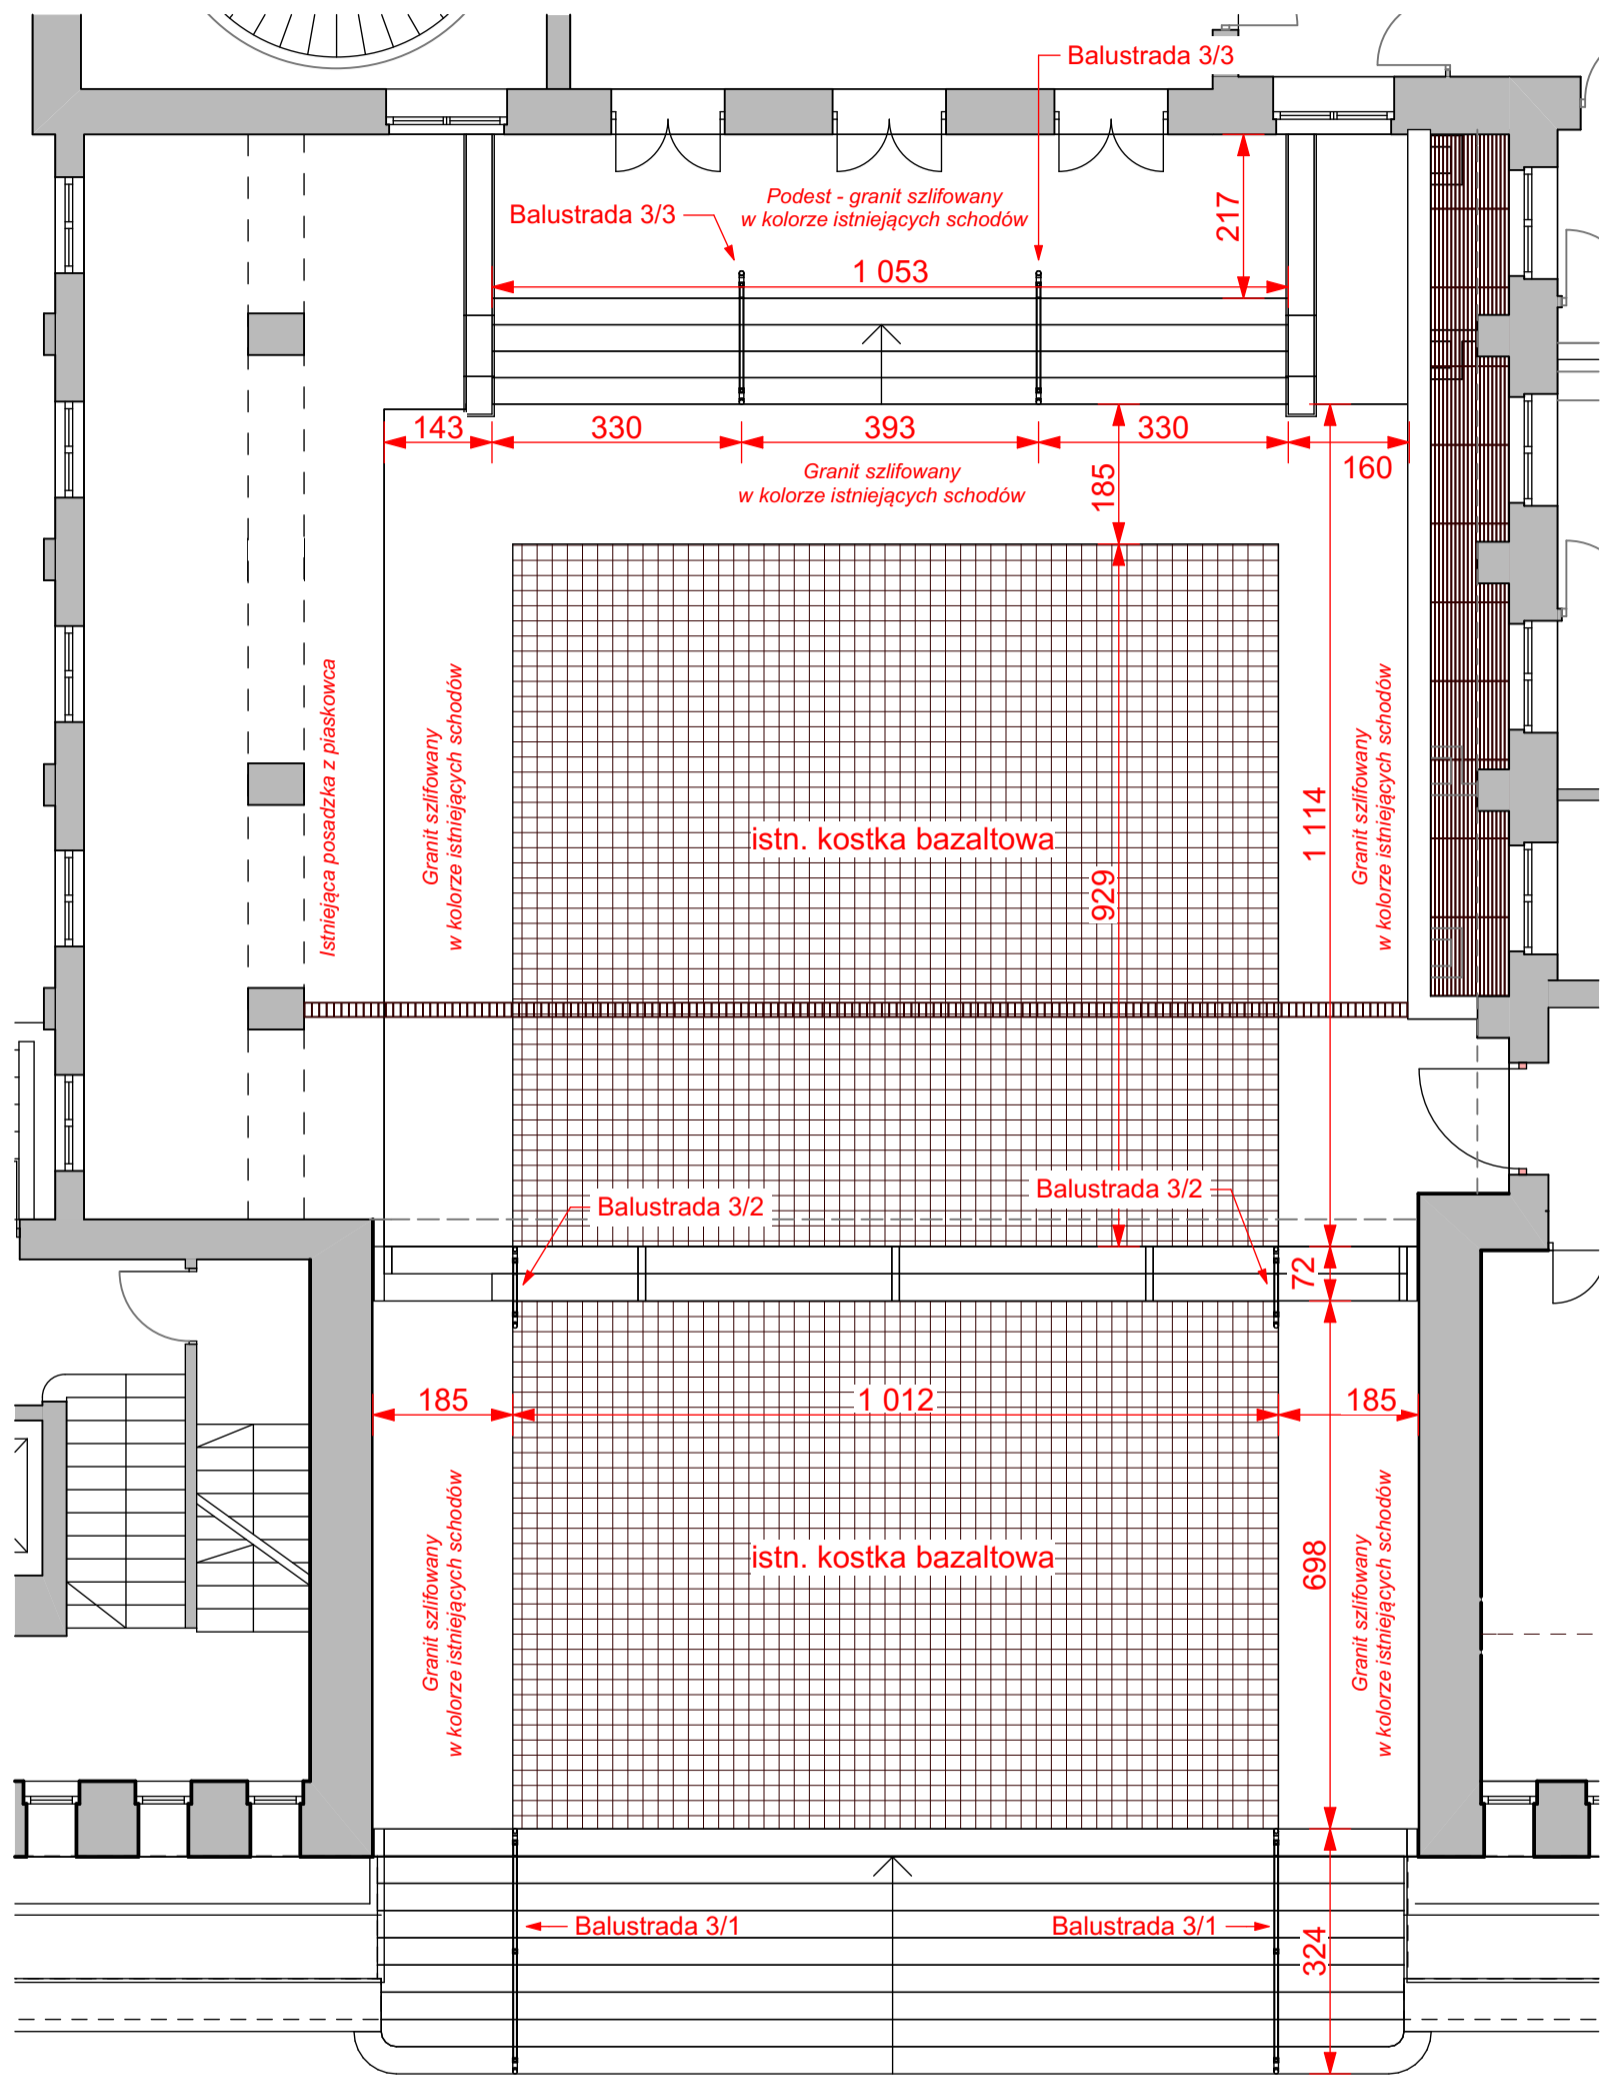 Balustrada 3/3
Podest - granit szlifowany
w kolorze istniejących schodów
Balustrada 3/3
217
1 053
143
330
393
330
160
Granit szlifowany
w kolorze istniejących schodów
185
Istniejąca posadzka z piaskowca
Granit szlifowany
w kolorze istniejących schodów
istn. kostka bazaltowa
929
1 114
Granit szlifowany
w kolorze istniejących schodów
Balustrada 3/2
Balustrada 3/2
72
185
1 012
185
Granit szlifowany
w kolorze istniejących schodów
istn. kostka bazaltowa
698
Granit szlifowany
w kolorze istniejących schodów
Balustrada 3/1
Balustrada 3/1
324